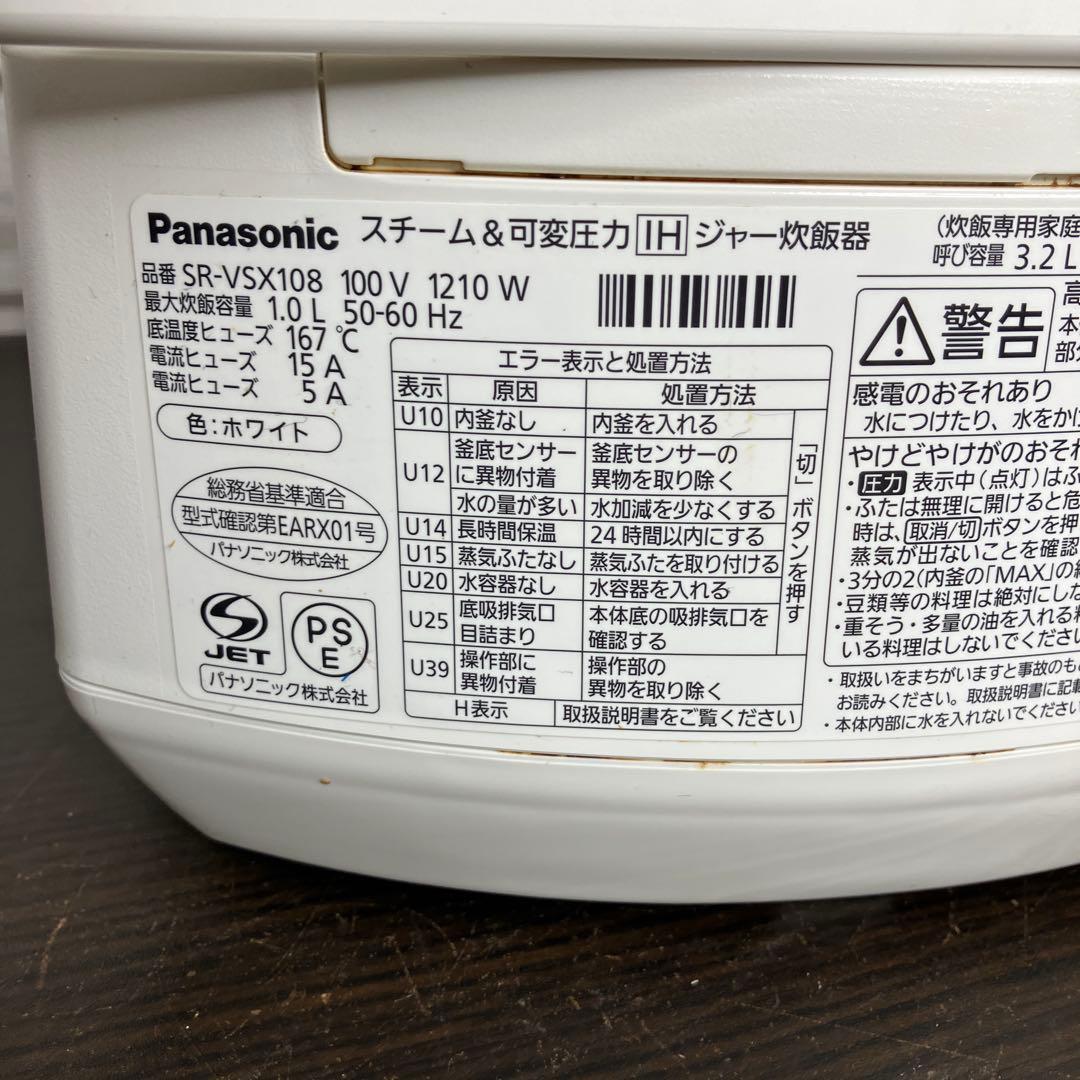 Panasonic スチーム&可変圧力 IH ジャー炊飯器
品番 SR-VSX108 100 V 1210 W
最大炊飯容量 1.0 L 50-60 Hz
底温度ヒューズ 167 ℃
電流ヒューズ 15 A
電流ヒューズ 5 A
色:ホワイト
総務省基準適合
型式確認第EARX01号
パナソニック株式会社
JET
PS
E
パナソニック株式会社
エラー表示と処置方法
表示 原因 処置方法
U10 内釜なし 内釜を入れる
U12 釜底センサーに異物付着 釜底センサーの異物を取り除く
水の量が多い 水加減を少なくする
U14 長時間保温 24時間以内にする
U15 蒸気ふたなし 蒸気ふたを取り付ける
U20 水容器なし 水容器を入れる
U25 底吸排気口目詰まり 本体底の吸排気口を確認する
「切」ボタンを押す
U39 操作部に異物付着 操作部の異物を取り除く
H表示 取扱説明書をご覧ください
(炊飯専用家庭
呼び容量 3.2 L
警告
高
本
部分
感電のおそれあり
水につけたり、水をかけ
やけどやけがのおそれ
・圧力 表示中(点灯)はふ
・ふたは無理に開けると危
時は、取消/切ボタンを押
蒸気が出ないことを確認
・3分の2(内釜の「MAX」の
・豆類等の料理は絶対にしな
・重そう・多量の油を入れる料
いる料理はしないでください
・取扱いをまちがいますと事故のも
お読みください。取扱説明書に記載
・本体内部に水を入れないでください